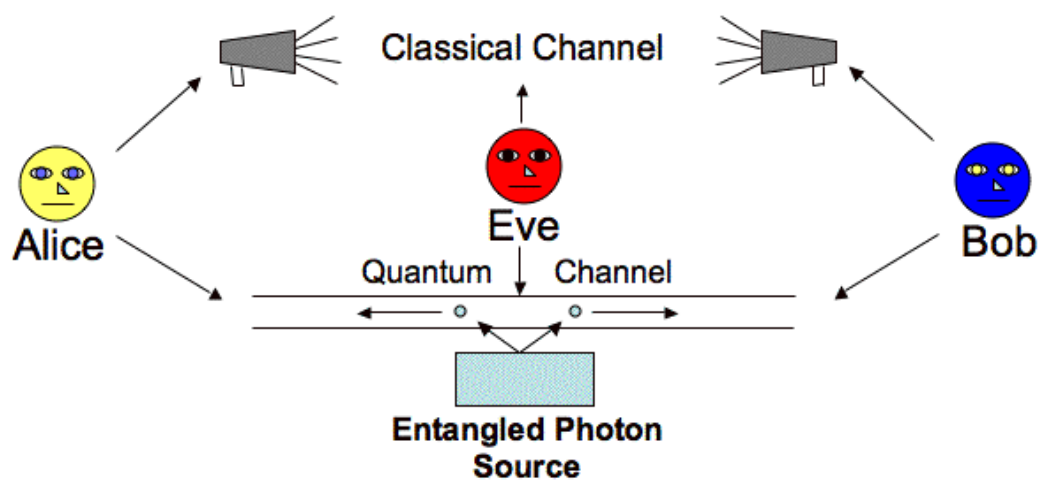 Classical Channel
Alice
Eve
Bob
Quantum Channel
Entangled Photon
Source